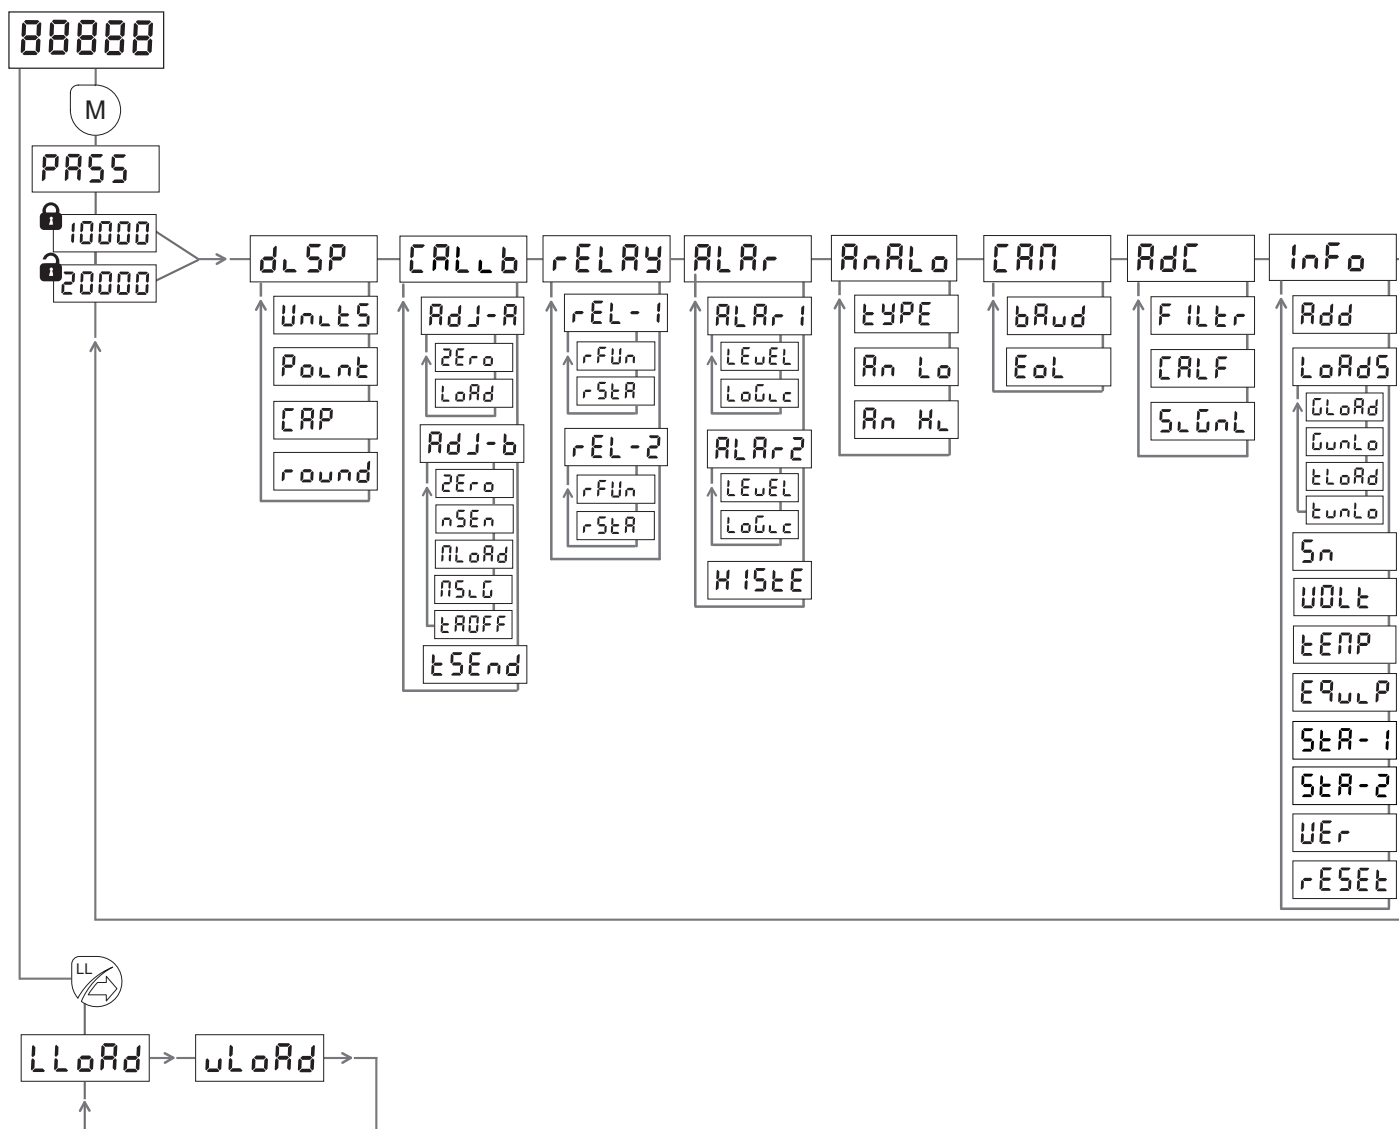 88888
M
PASS
10000
20000
diSP
UnitS
Point
CAP
round
CALib
AdJ-A
ZEro
LoAd
AdJ-b
ZEro
nSEn
MLoAd
MSiG
tAOFF
tSEnd
rELAY
rEL-1
rFUn
rStA
rEL-2
rFUn
rStA
ALAr
ALAr1
LEvEL
LoGic
ALAr2
LEvEL
LoGic
HIStE
AnALo
tYPE
An Lo
An Hi
CAM
bAud
EoL
AdC
FILtr
CALF
SiGnL
InFo
Add
LoAdS
GLoAd
GunLo
tLoAd
tunLo
Sn
VOLt
tEMP
EquiP
StA-1
StA-2
VEr
rESEt
LL
LLoAd
uLoAd